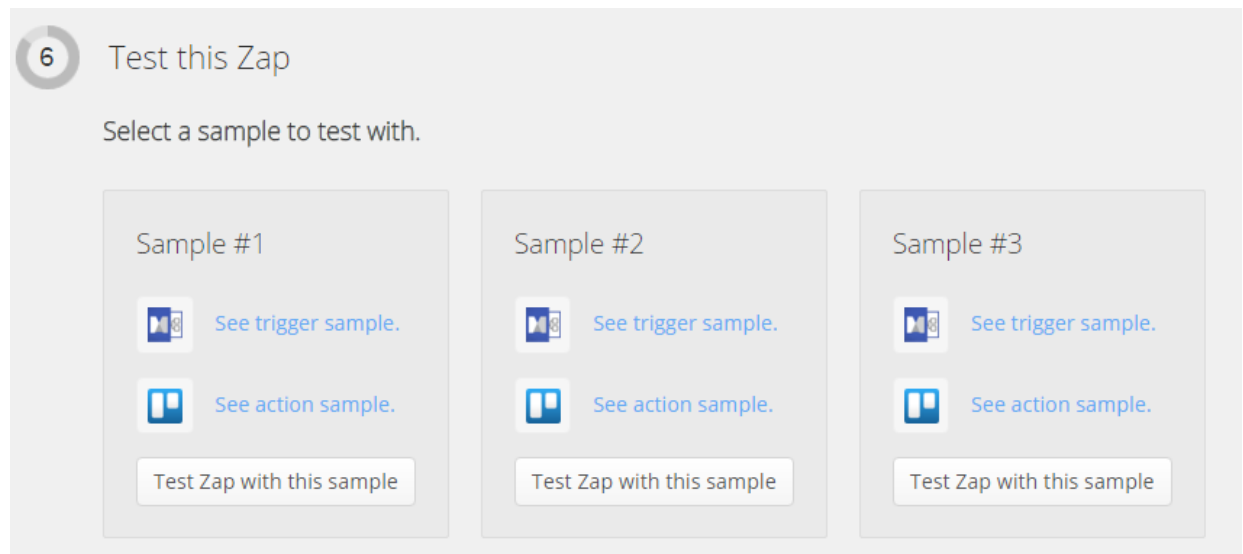 6 Test this Zap
Select a sample to test with.
Sample #1
See trigger sample.
See action sample.
Test Zap with this sample
Sample #2
See trigger sample.
See action sample.
Test Zap with this sample
Sample #3
See trigger sample.
See action sample.
Test Zap with this sample